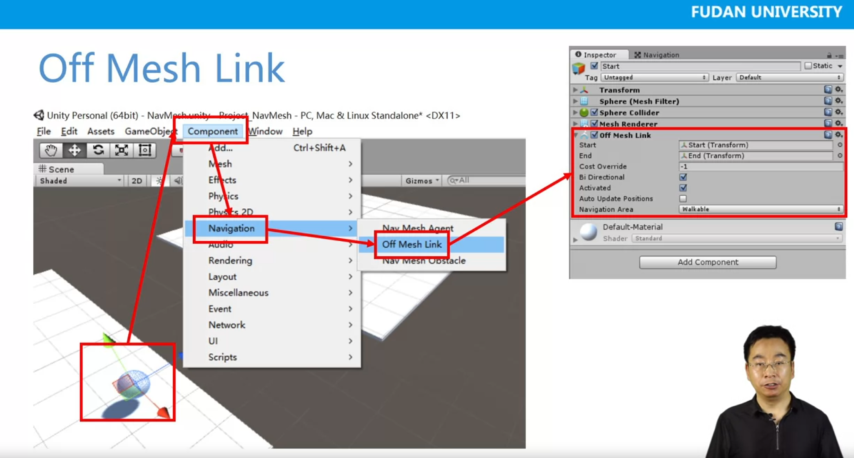 FUDAN UNIVERSITY
Off Mesh Link
Unity Personal (64bit) - NavMesh.unity - Project_NavMesh - PC, Mac & Linux Standalone* <DX11>
File Edit Assets GameObject Component Window Help
Scene
Shaded 2D Gizmos All
Add... Ctrl+Shift+A
Mesh
Effects
Physics
Physics 2D
Navigation
Audio
Rendering
Layout
Miscellaneous
Event
Network
UI
Scripts
Nav Mesh Agent
Off Mesh Link
Nav Mesh Obstacle
Inspector Navigation
Start Static
Tag Untagged Layer Default
Transform
Sphere (Mesh Filter)
Sphere Collider
Mesh Renderer
Off Mesh Link
Start Start (Transform)
End End (Transform)
Cost Override -1
Bi Directional
Activated
Auto Update Positions
Navigation Area Walkable
Default-Material
Shader Standard
Add Component